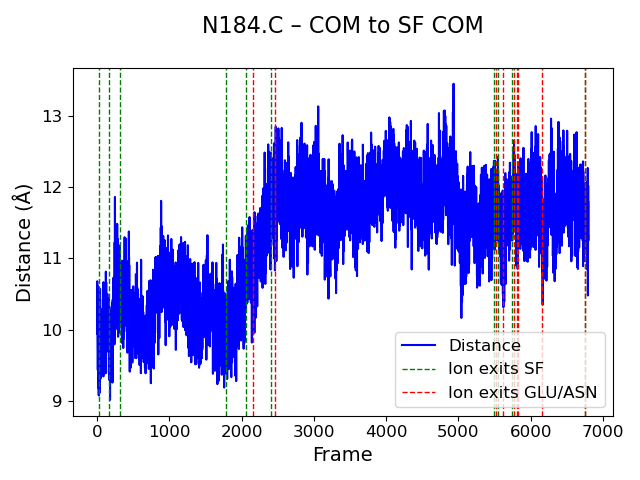 N184.C – COM to SF COM
Distance (Å)
13
12
11
10
9
Distance
Ion exits SF
Ion exits GLU/ASN
0
1000
2000
3000
4000
5000
6000
7000
Frame